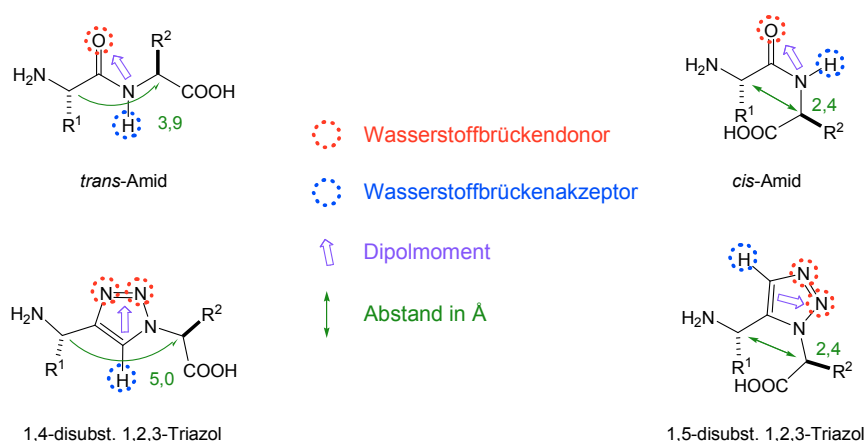 O
R²
H₂N
N
COOH
R¹
H
3,9
trans-Amid
O
H
H₂N
N
R¹
2,4
HOOC
R²
cis-Amid
Wasserstoffbrückendonor
Wasserstoffbrückenakzeptor
Dipolmoment
Abstand in Å
N
N
H₂N
N
R²
R¹
H
COOH
5,0
1,4-disubst. 1,2,3-Triazol
H
N
N
H₂N
N
R¹
2,4
HOOC
R²
1,5-disubst. 1,2,3-Triazol